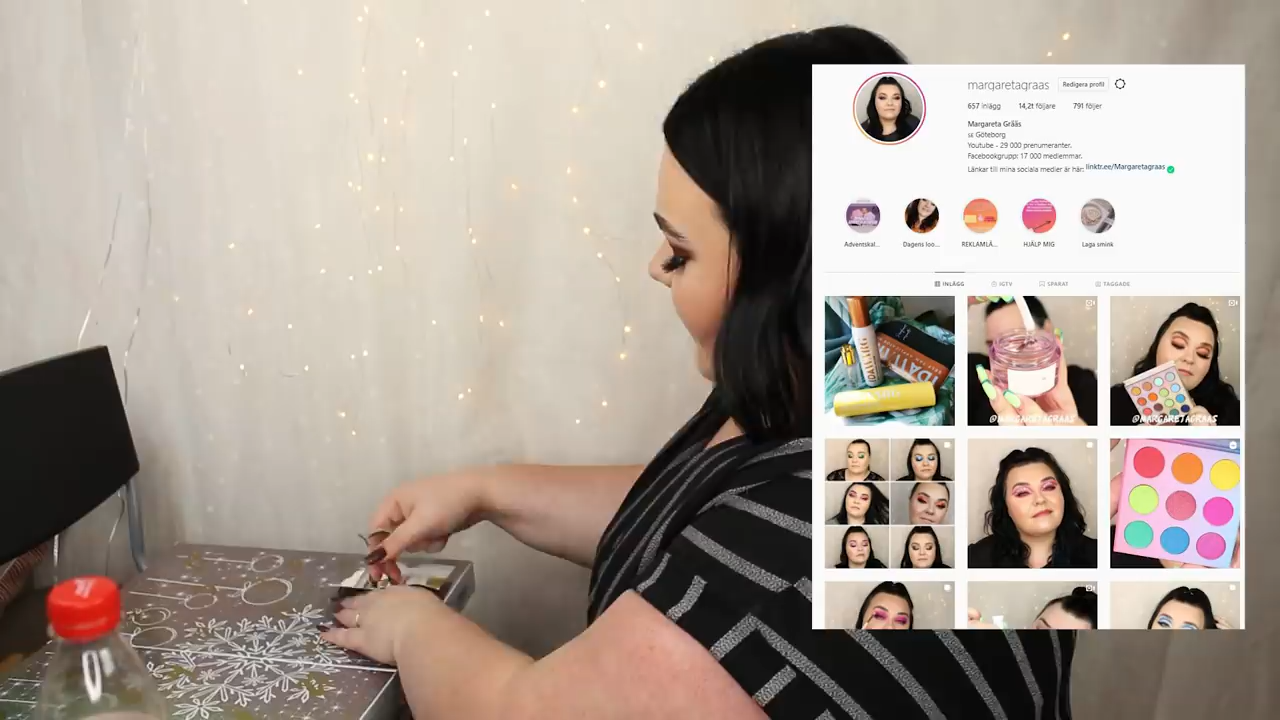 margaretagraas Redigera profil
657 inlägg 14,2t följare 791 följer
Margareta Grääs
Göteborg
Youtube - 29 000 prenumeranter.
Facebookgrupp: 17 000 medlemmar.
Länkar till mina sociala medier är här: linktr.ee/Margaretagraas
Adventskal... Dagens loo... REKLAMLÄ... HJÄLP MIG Laga smink
INLÄGG IGTV SPARAT TAGGADE
@MARGARETAGRAAS @MARGARETAGRAAS